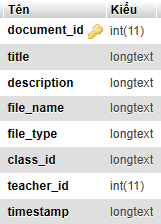 Tên Kiểu
document_id int(11)
title longtext
description longtext
file_name longtext
file_type longtext
class_id longtext
teacher_id int(11)
timestamp longtext